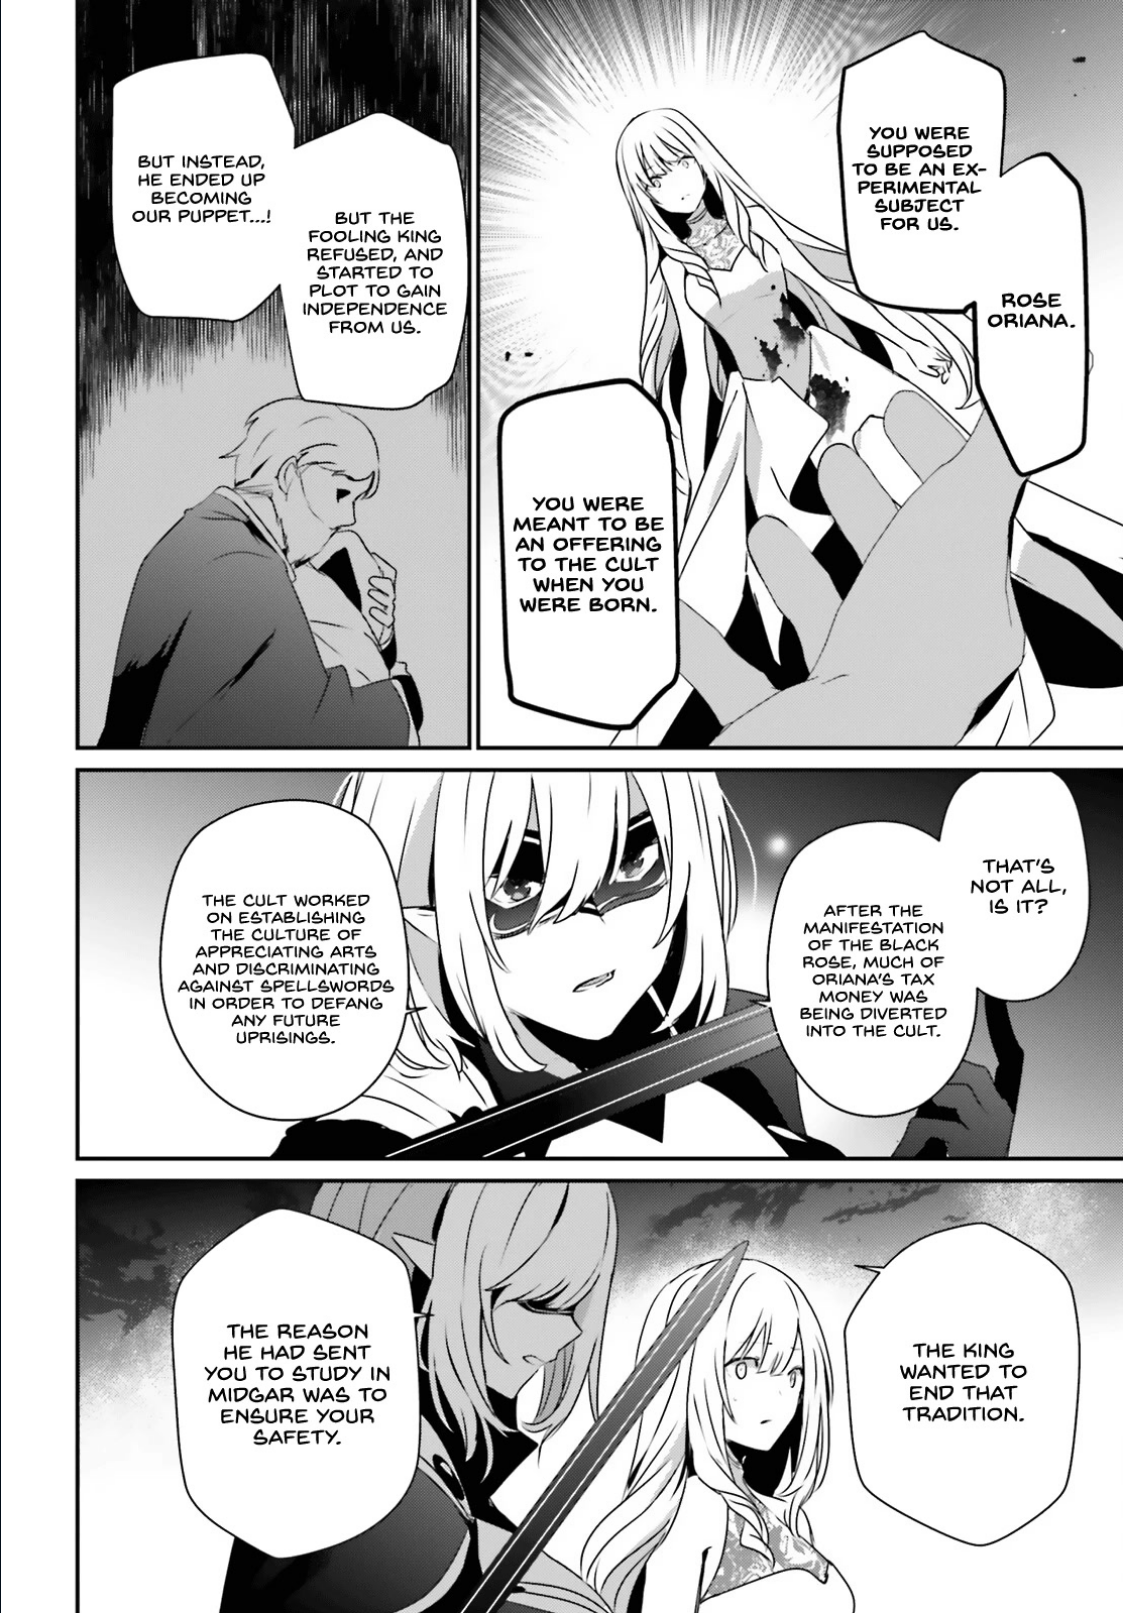 ROSE
ORIANA.
YOU WERE
SUPPOSED
TO BE AN EX-
PERIMENTAL
SUBJECT
FOR US.
YOU WERE
MEANT TO BE
AN OFFERING
TO THE CULT
WHEN YOU
WERE BORN.
BUT THE
FOOLING KING
REFUSED, AND
STARTED TO
PLOT TO GAIN
INDEPENDENCE
FROM US.
BUT INSTEAD,
HE ENDED UP
BECOMING
OUR PUPPET...!
THAT'S
NOT ALL,
IS IT?
AFTER THE
MANIFESTATION
OF THE BLACK
ROSE, MUCH OF
ORIANA'S TAX
MONEY WAS
BEING DIVERTED
INTO THE CULT.
THE CULT WORKED
ON ESTABLISHING
THE CULTURE OF
APPRECIATING ARTS
AND DISCRIMINATING
AGAINST SPELLSWORDS
IN ORDER TO DEFANG
ANY FUTURE
UPRISINGS.
THE KING
WANTED TO
END THAT
TRADITION.
THE REASON
HE HAD SENT
YOU TO STUDY IN
MIDGAR WAS TO
ENSURE YOUR
SAFETY.